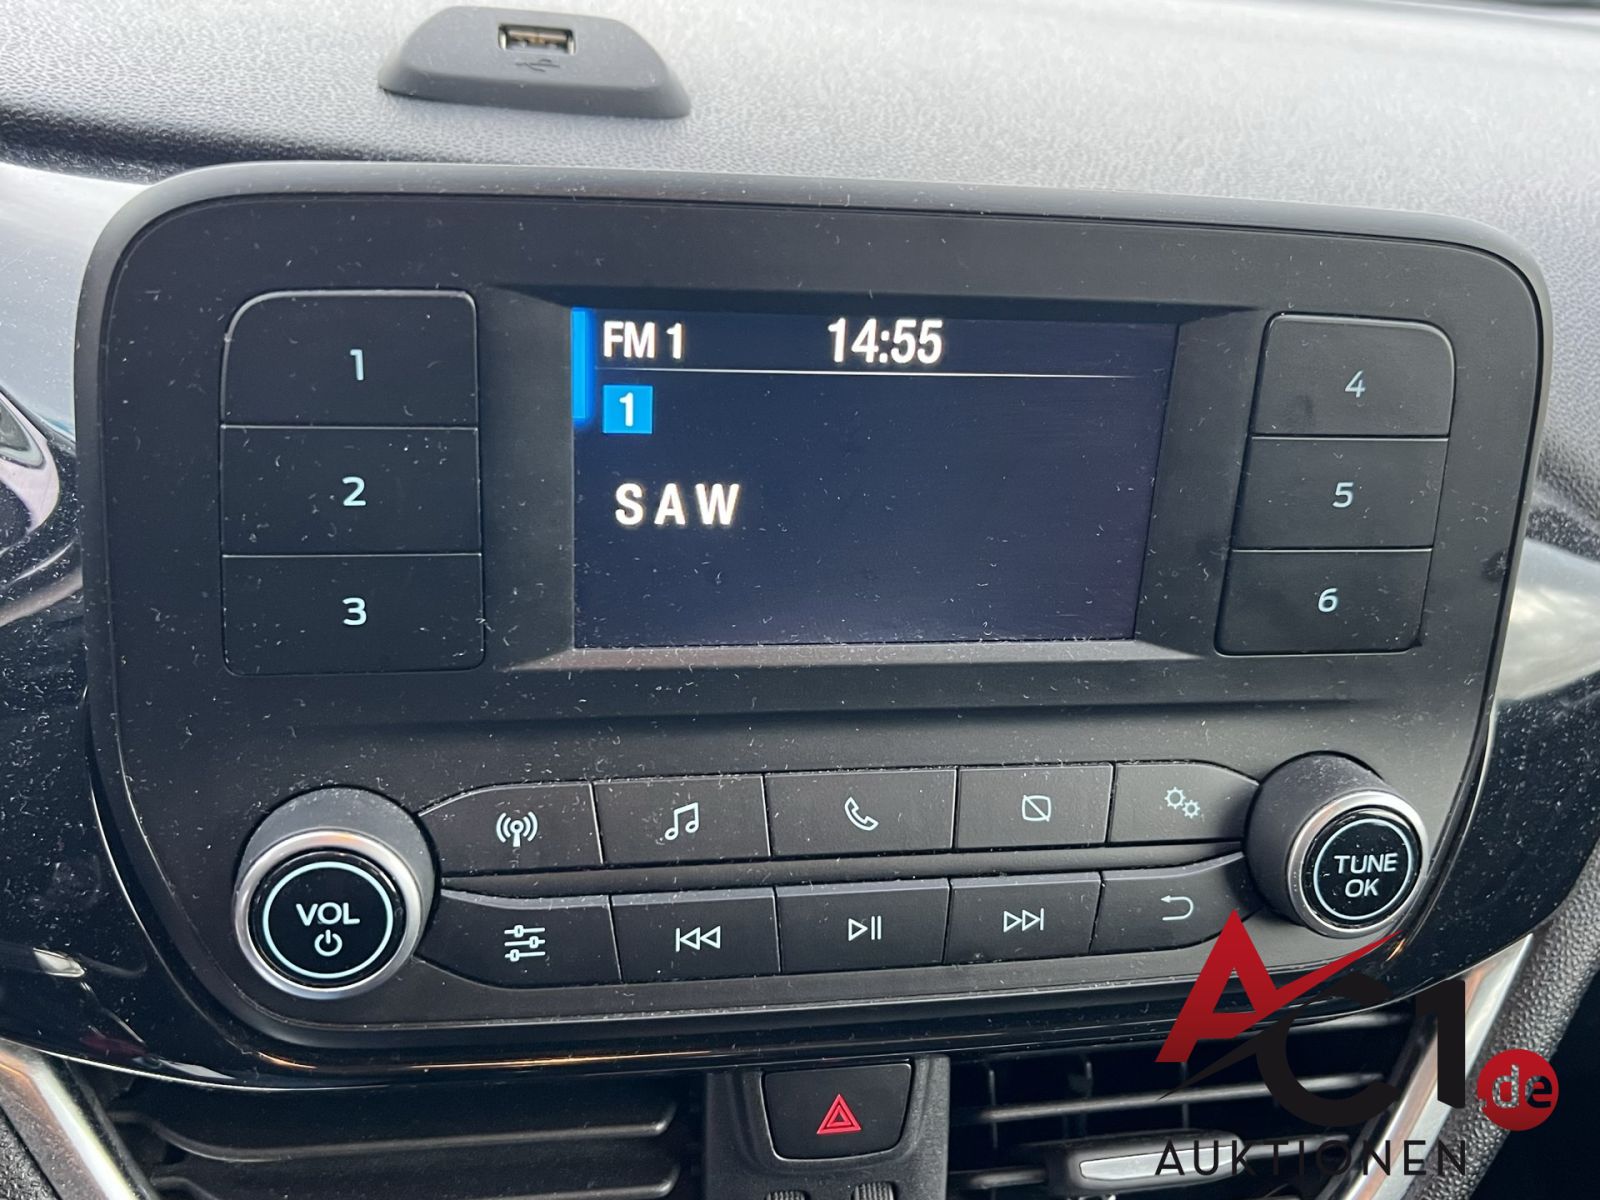 FM 1
14:55
1
SAW
1
2
3
4
5
6
VOL
TUNE
OK
AC1.de
AUKTIONEN